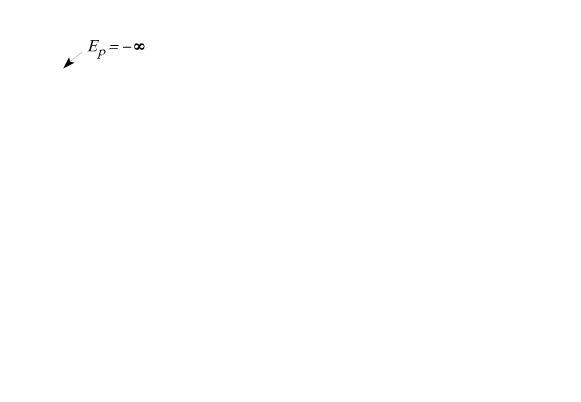 E_p = −∞